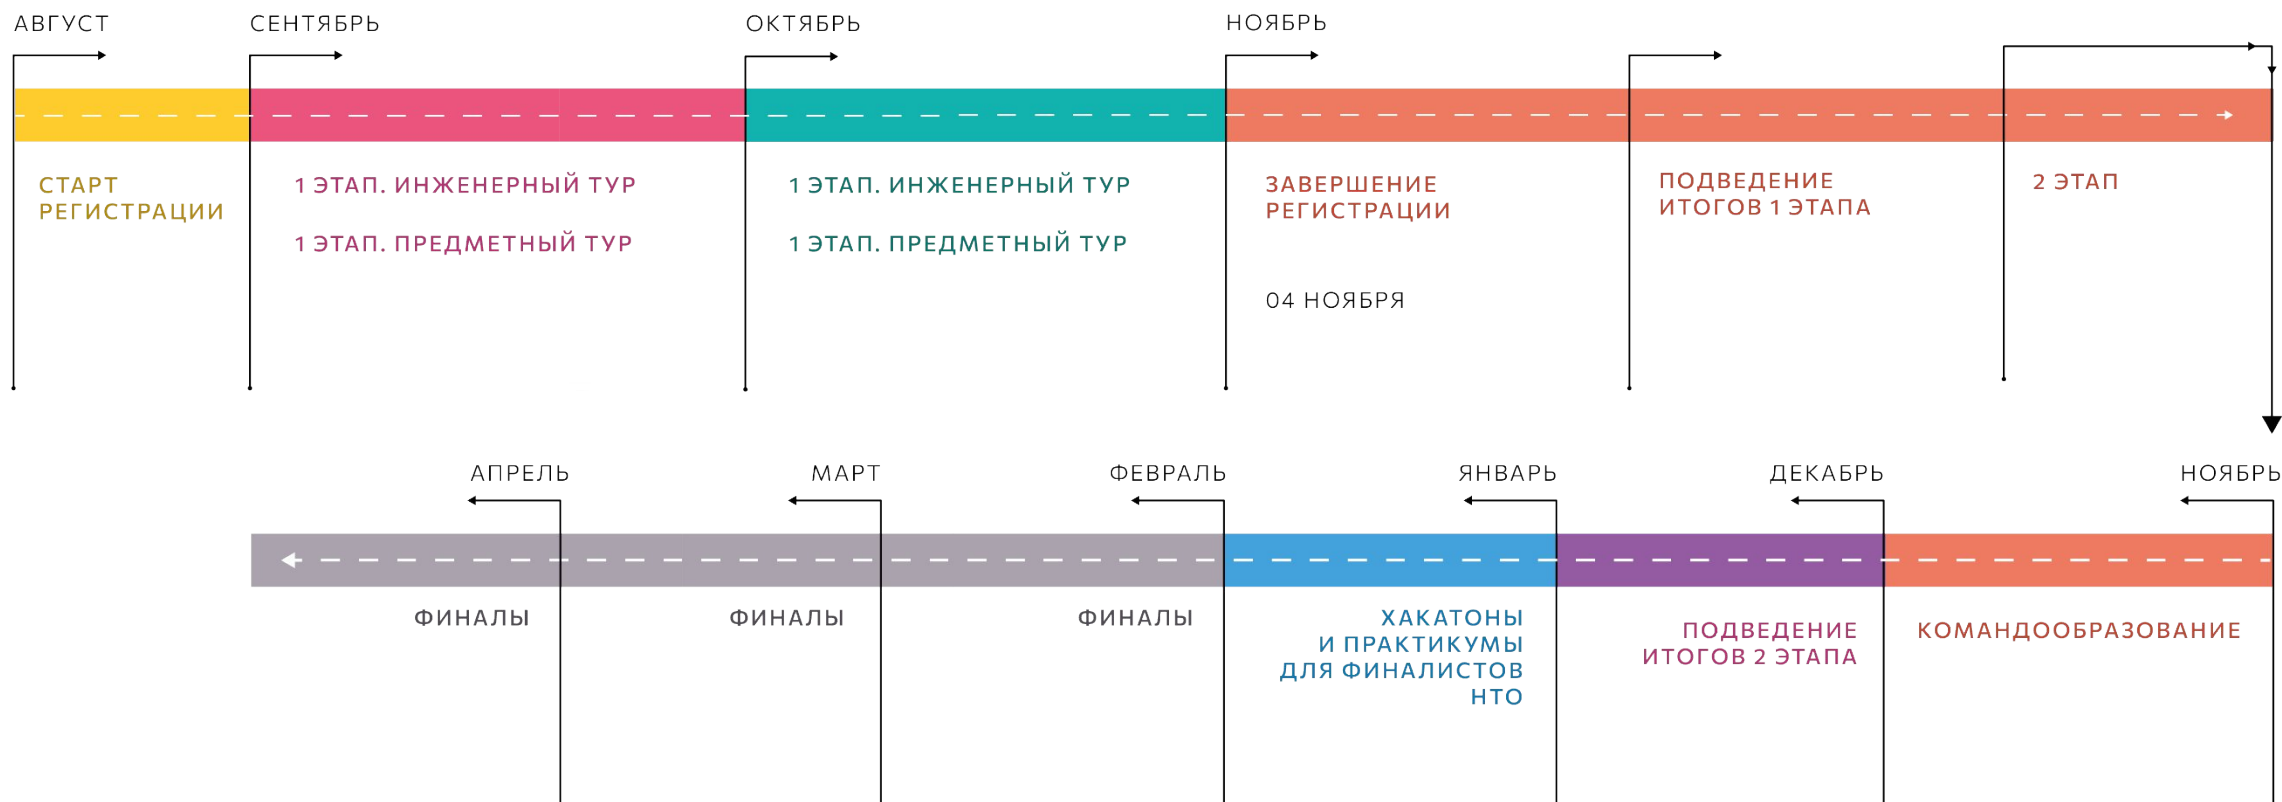 АВГУСТ
СЕНТЯБРЬ
ОКТЯБРЬ
НОЯБРЬ
СТАРТ
РЕГИСТРАЦИИ
1 ЭТАП. ИНЖЕНЕРНЫЙ ТУР
1 ЭТАП. ПРЕДМЕТНЫЙ ТУР
1 ЭТАП. ИНЖЕНЕРНЫЙ ТУР
1 ЭТАП. ПРЕДМЕТНЫЙ ТУР
ЗАВЕРШЕНИЕ
РЕГИСТРАЦИИ
04 НОЯБРЯ
ПОДВЕДЕНИЕ
ИТОГОВ 1 ЭТАПА
2 ЭТАП
АПРЕЛЬ
МАРТ
ФЕВРАЛЬ
ЯНВАРЬ
ДЕКАБРЬ
НОЯБРЬ
ФИНАЛЫ
ФИНАЛЫ
ФИНАЛЫ
ХАКАТОНЫ
И ПРАКТИКУМЫ
ДЛЯ ФИНАЛИСТОВ
НТО
ПОДВЕДЕНИЕ
ИТОГОВ 2 ЭТАПА
КОМАНДООБРАЗОВАНИЕ